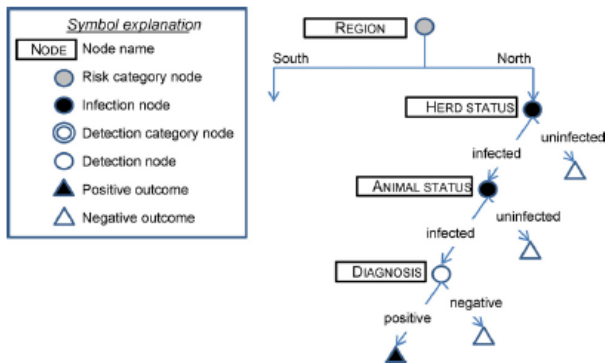 Symbol explanation
NODE Node name
Risk category node
Infection node
Detection category node
Detection node
Positive outcome
Negative outcome
REGION
South North
HERD STATUS
infected uninfected
ANIMAL STATUS
infected uninfected
DIAGNOSIS
positive negative